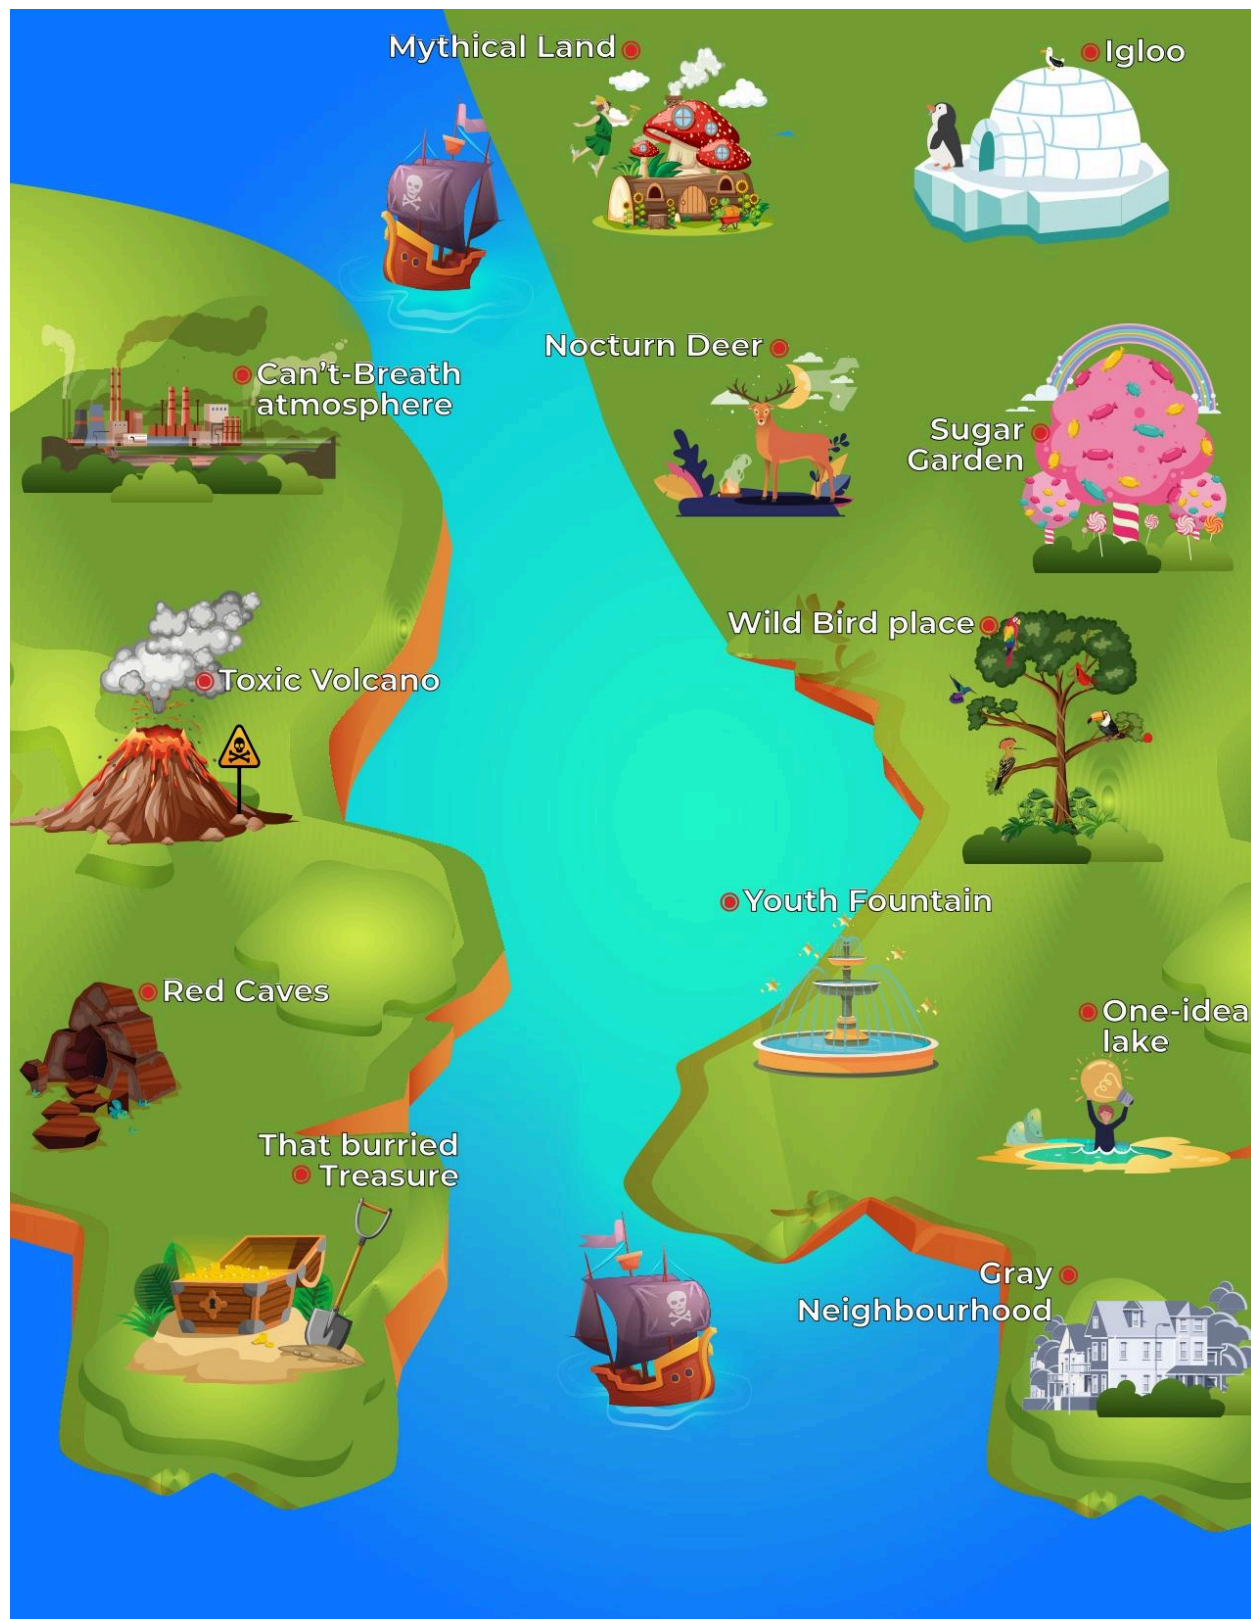 Mythical Land
Igloo
Nocturn Deer
Can't-Breath
atmosphere
Sugar
Garden
Wild Bird place
Toxic Volcano
Youth Fountain
Red Caves
One-idea
lake
That burried
Treasure
Gray
Neighbourhood